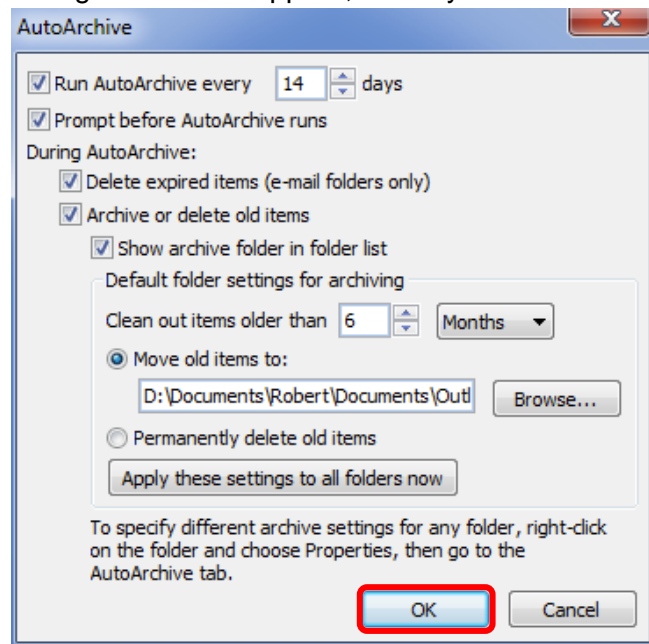 AutoArchive
Run AutoArchive every 14 days
Prompt before AutoArchive runs
During AutoArchive:
Delete expired items (e-mail folders only)
Archive or delete old items
Show archive folder in folder list
Default folder settings for archiving
Clean out items older than 6 Months
Move old items to:
D:\Documents\Robert\Documents\Outl Browse...
Permanently delete old items
Apply these settings to all folders now
To specify different archive settings for any folder, right-click
on the folder and choose Properties, then go to the
AutoArchive tab.
OK Cancel